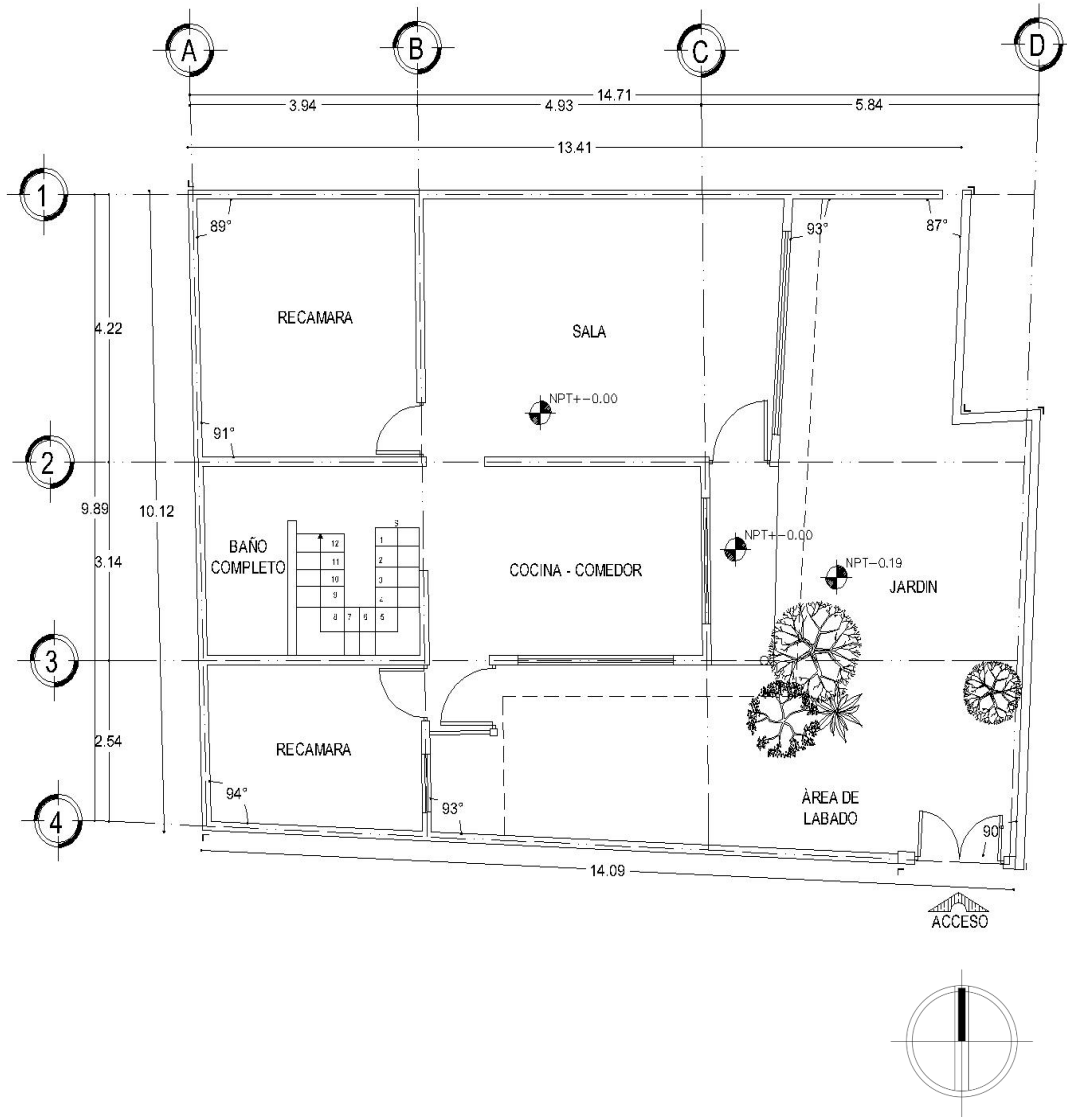 A
B
C
D
14.71
3.94
4.93
5.84
13.41
1
89°
93°
87°
4.22
RECAMARA
SALA
NPT+-0.00
91°
2
9.89
10.12
3.14
BAÑO
COMPLETO
S
12
11
10
9
8
7
6
5
4
3
2
1
COCINA - COMEDOR
NPT+-0.00
NPT-0.19
JARDIN
3
2.54
RECAMARA
94°
93°
ÀREA DE
LABADO
90°
4
14.09
ACCESO